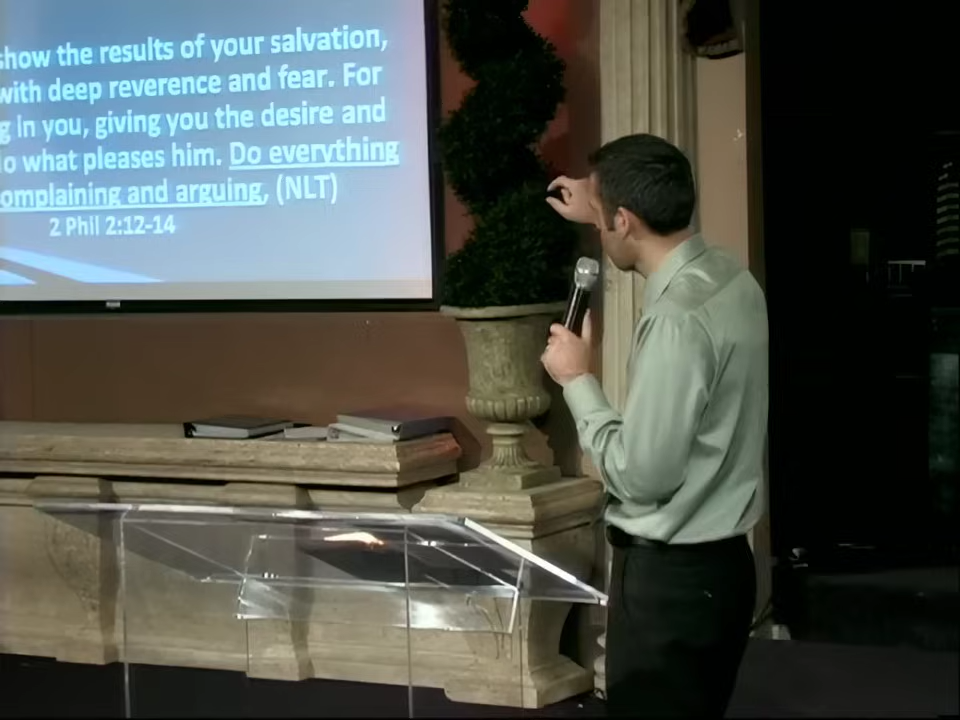 show the results of your salvation,
with deep reverence and fear. For
g in you, giving you the desire and
o what pleases him. Do everything
omplaining and arguing, (NLT)
2 Phil 2:12-14